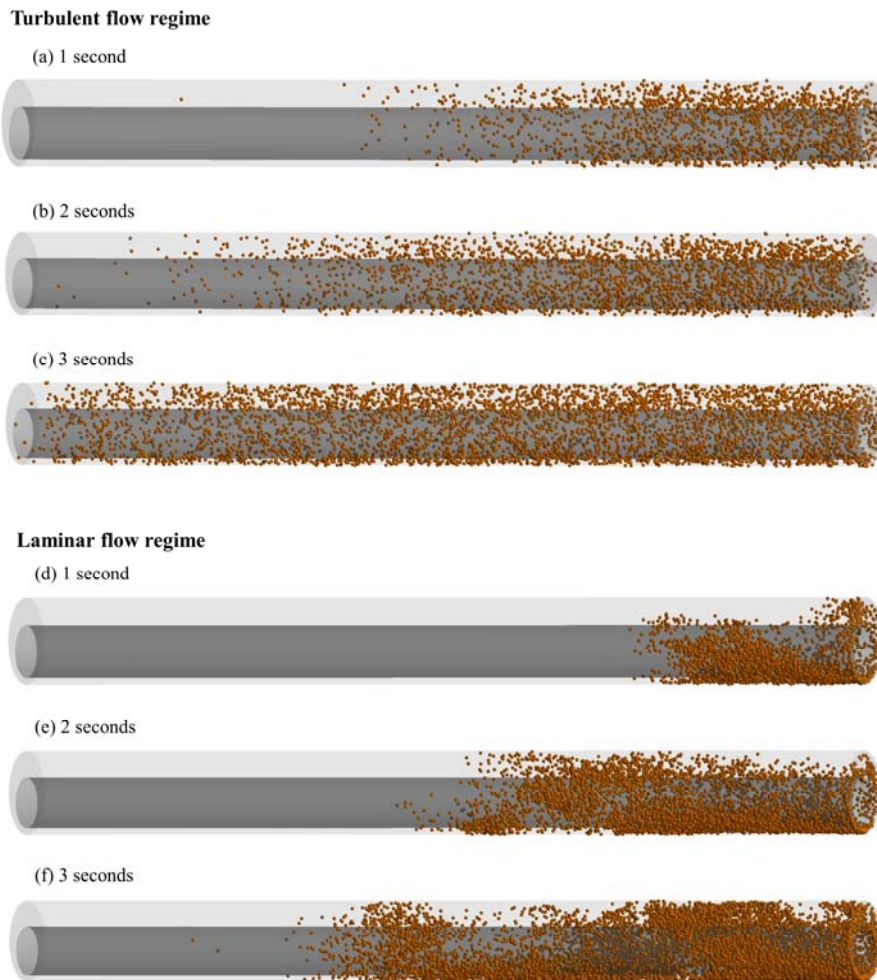 Turbulent flow regime
(a) 1 second
(b) 2 seconds
(c) 3 seconds
Laminar flow regime
(d) 1 second
(e) 2 seconds
(f) 3 seconds